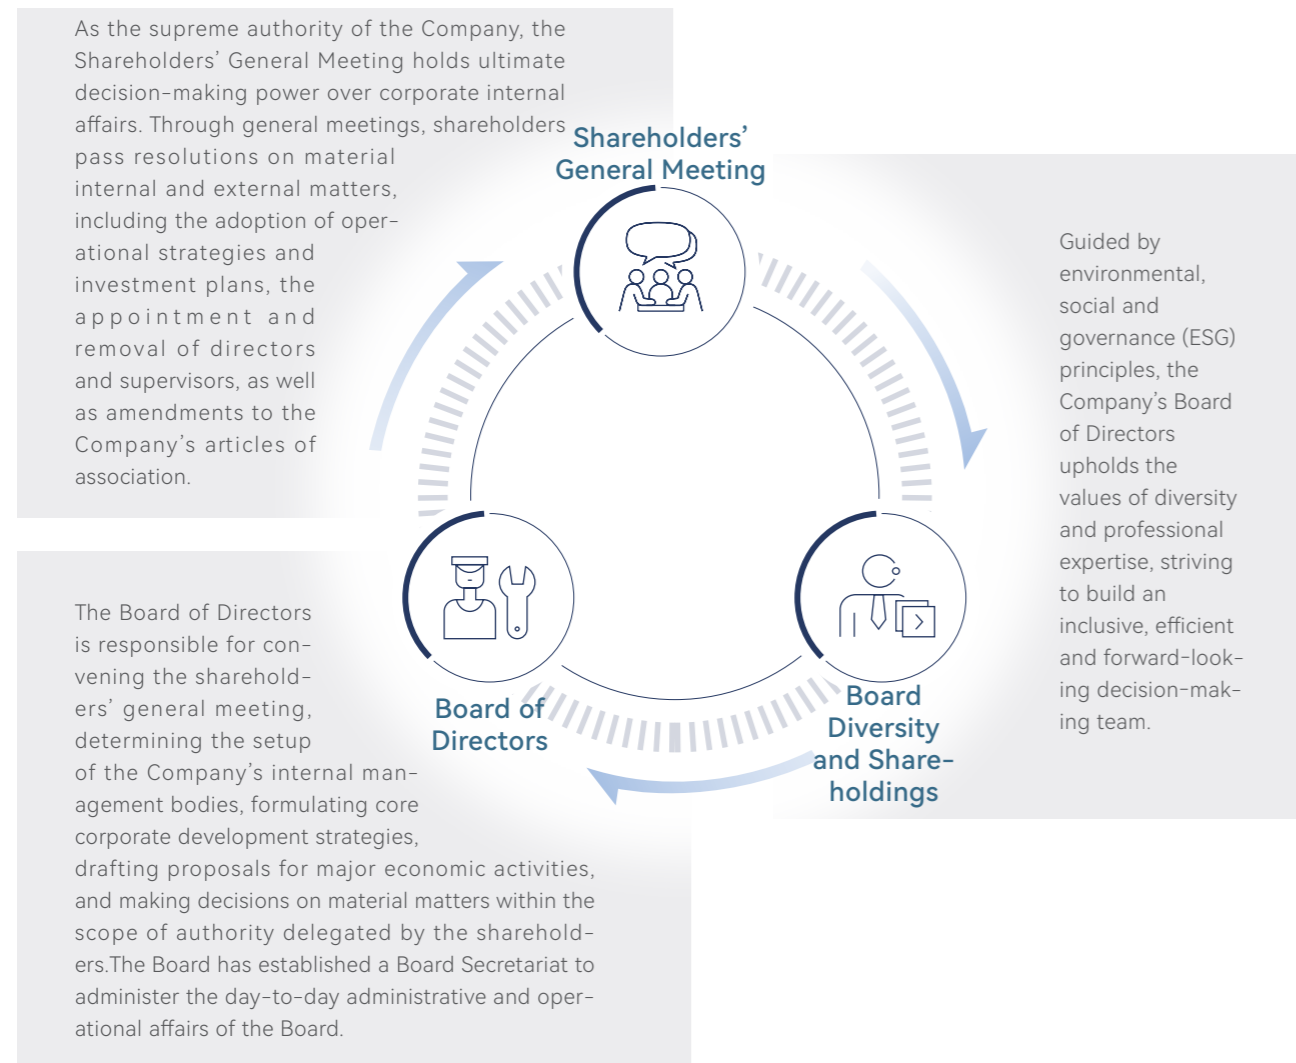 As the supreme authority of the Company, the
Shareholders’ General Meeting holds ultimate
decision-making power over corporate internal
affairs. Through general meetings, shareholders
pass resolutions on material
internal and external matters,
including the adoption of oper-
ational strategies and
investment plans, the
appointment and
removal of directors
and supervisors, as well
as amendments to the
Company’s articles of
association.
Shareholders’
General Meeting
Guided by
environmental,
social and
governance (ESG)
principles, the
Company’s Board
of Directors
upholds the
values of diversity
and professional
expertise, striving
to build an
inclusive, efficient
and forward-look-
ing decision-mak-
ing team.
Board
Diversity
and Share-
holdings
Board of
Directors
The Board of Directors
is responsible for con-
vening the sharehold-
ers’ general meeting,
determining the setup
of the Company’s internal man-
agement bodies, formulating core
corporate development strategies,
drafting proposals for major economic activities,
and making decisions on material matters within the
scope of authority delegated by the sharehold-
ers.The Board has established a Board Secretariat to
administer the day-to-day administrative and oper-
ational affairs of the Board.